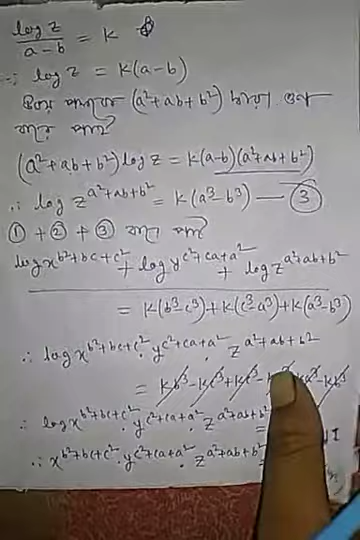 log z / a-b = K
∵ log z = K(a-b)
উভয় পক্ষকে (a²+ab+b²) দ্বারা গুণ
করে পাই
(a²+ab+b²) log z = K(a-b)(a²+ab+b²)
∴ log z^{a²+ab+b²} = K(a³-b³) — ③
① + ② + ③ করে পাই
log x^{b²+bc+c²} + log y^{c²+ca+a²} + log z^{a²+ab+b²}
= K(b³-c³) + K(c³-a³) + K(a³-b³)
∴ log x^{b²+bc+c²} . y^{c²+ca+a²} . z^{a²+ab+b²}
= Kb³ - Kc³ + Kc³ - Ka³ - Kb³
∴ log x^{b²+bc+c²} . y^{c²+ca+a²} . z^{a²+ab+b²} =
∴ x^{b²+bc+c²} . y^{c²+ca+a²} . z^{a²+ab+b²} =